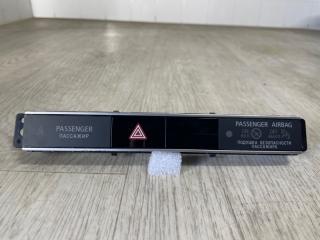 PASSENGER
ПАССАЖИР
PASSENGER AIRBAG
ПОДУШКА БЕЗОПАСНОСТИ
ПАССАЖИРА